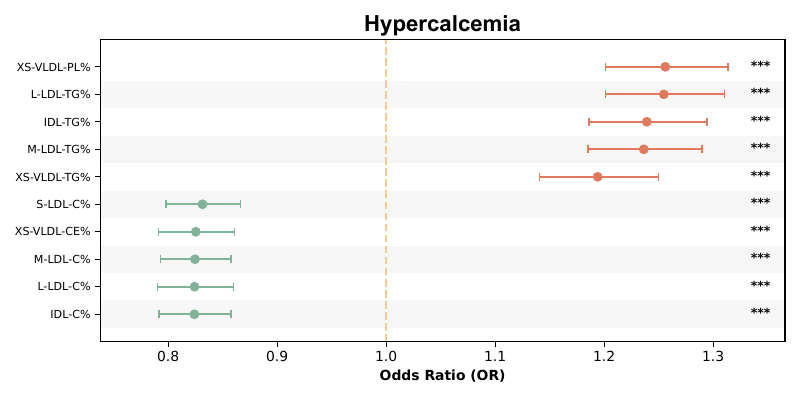 Hypercalcemia
XS-VLDL-PL% ***
L-LDL-TG% ***
IDL-TG% ***
M-LDL-TG% ***
XS-VLDL-TG% ***
S-LDL-C% ***
XS-VLDL-CE% ***
M-LDL-C% ***
L-LDL-C% ***
IDL-C% ***
0.8 0.9 1.0 1.1 1.2 1.3
Odds Ratio (OR)